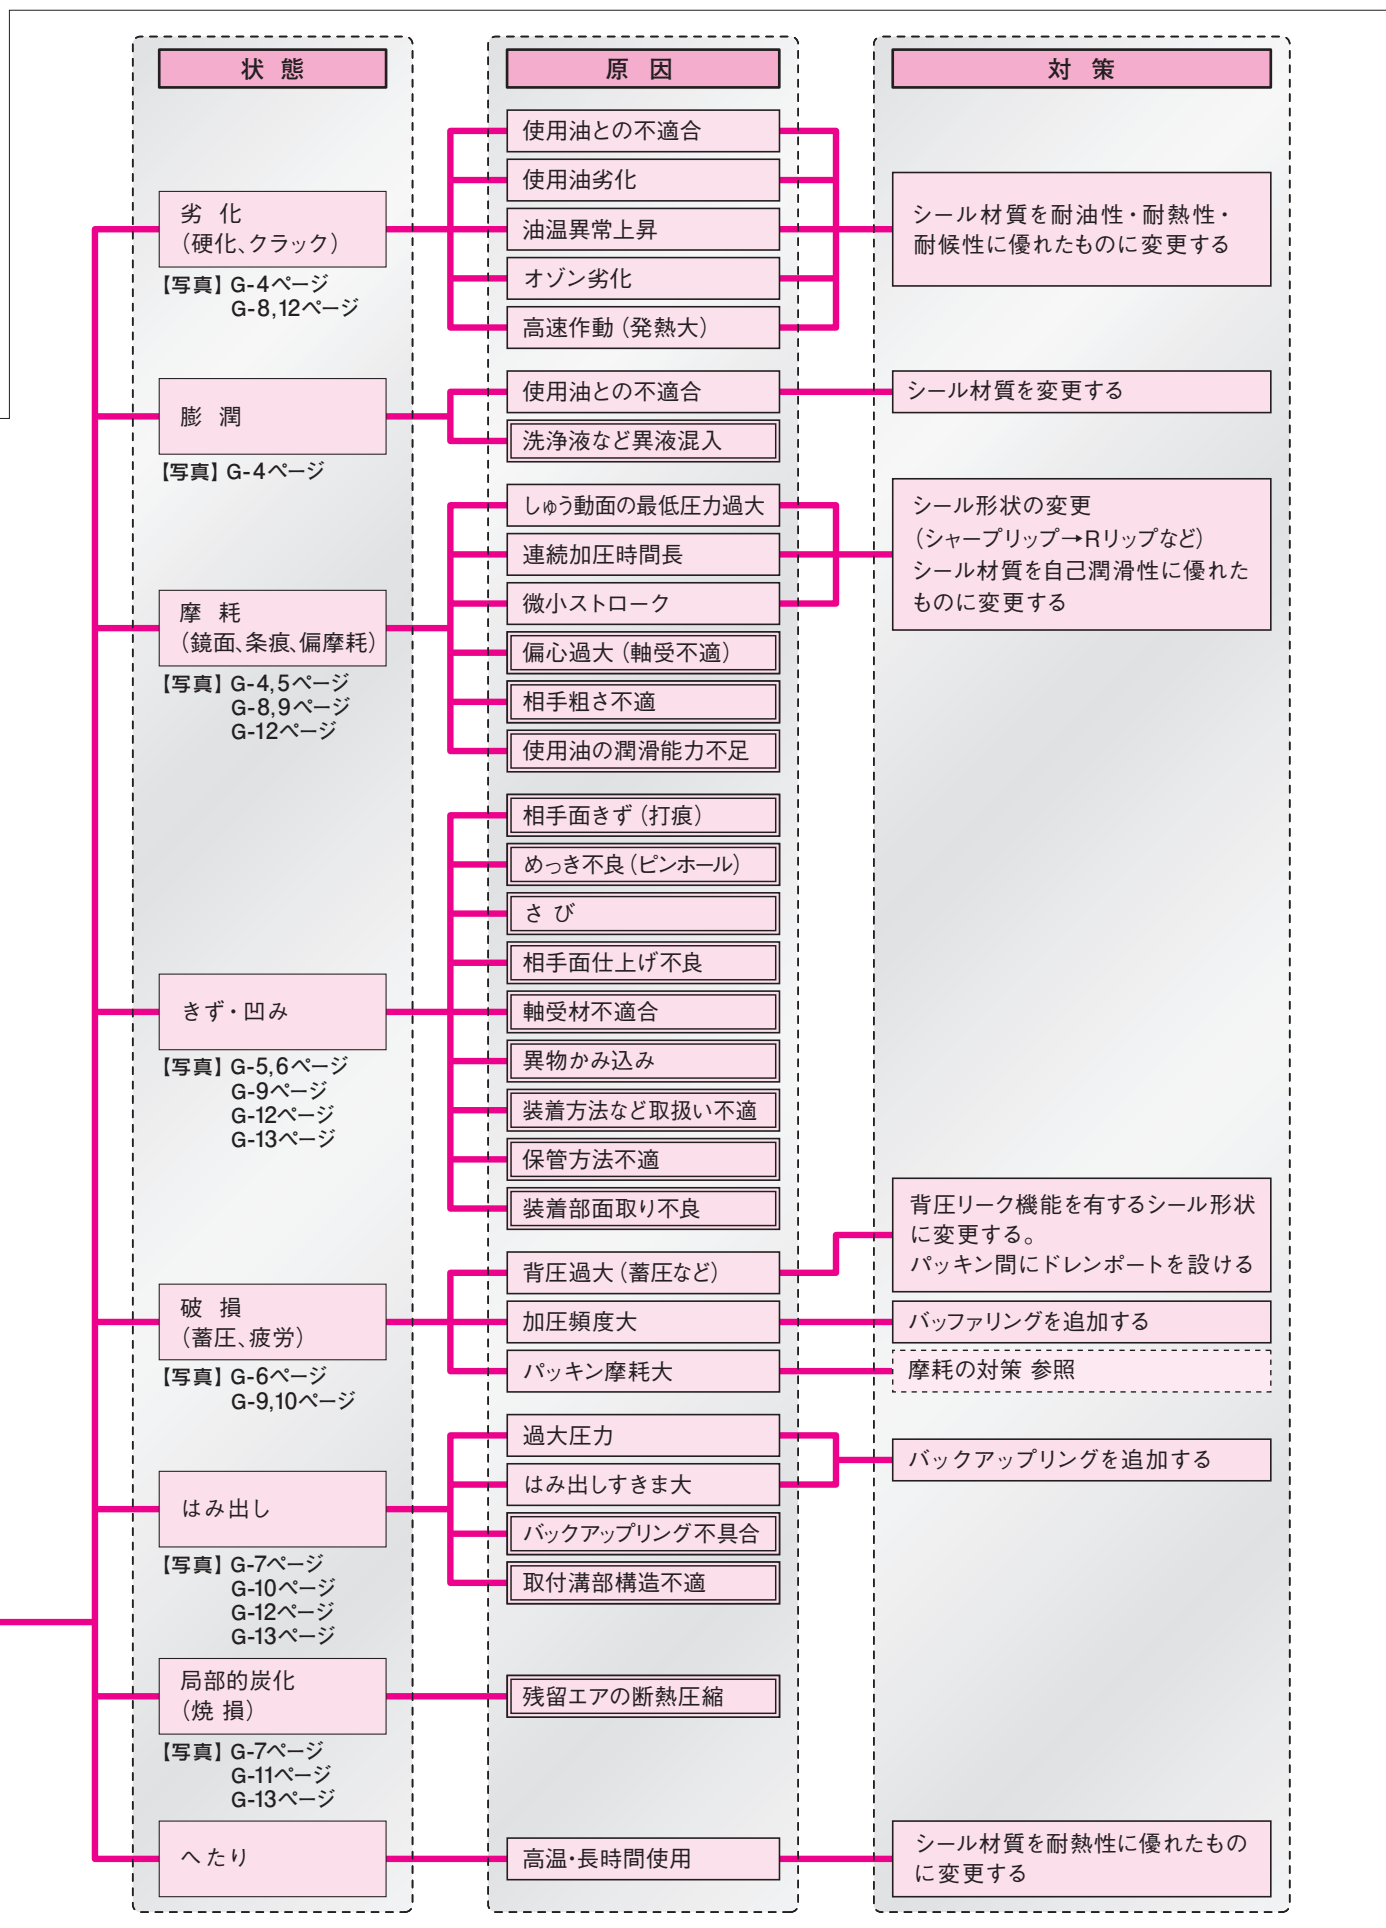 状態
原因
対策
劣化
（硬化、クラック）
【写真】G-4ページ
G-8,12ページ
使用油との不適合
使用油劣化
油温異常上昇
オゾン劣化
高速作動（発熱大）
シール材質を耐油性・耐熱性・
耐候性に優れたものに変更する
膨潤
【写真】G-4ページ
使用油との不適合
洗浄液など異液混入
シール材質を変更する
摩耗
（鏡面、条痕、偏摩耗）
【写真】G-4,5ページ
G-8,9ページ
G-12ページ
しゅう動面の最低圧力過大
連続加圧時間長
微小ストローク
偏心過大（軸受不適）
相手粗さ不適
使用油の潤滑能力不足
シール形状の変更
（シャープリップ→Rリップなど）
シール材質を自己潤滑性に優れた
ものに変更する
きず・凹み
【写真】G-5,6ページ
G-9ページ
G-12ページ
G-13ページ
相手面きず（打痕）
めっき不良（ピンホール）
さび
相手面仕上げ不良
軸受材不適合
異物かみ込み
装着方法など取扱い不適
保管方法不適
装着部面取り不良
破損
（蓄圧、疲労）
【写真】G-6ページ
G-9,10ページ
背圧過大（蓄圧など）
加圧頻度大
パッキン摩耗大
背圧リーク機能を有するシール形状
に変更する。
パッキン間にドレンポートを設ける
バッファリングを追加する
摩耗の対策 参照
はみ出し
【写真】G-7ページ
G-10ページ
G-12ページ
G-13ページ
過大圧力
はみ出しすきま大
バックアップリング不具合
取付溝部構造不適
バックアップリングを追加する
局部的炭化
（焼損）
【写真】G-7ページ
G-11ページ
G-13ページ
残留エアの断熱圧縮
へたり
高温・長時間使用
シール材質を耐熱性に優れたもの
に変更する